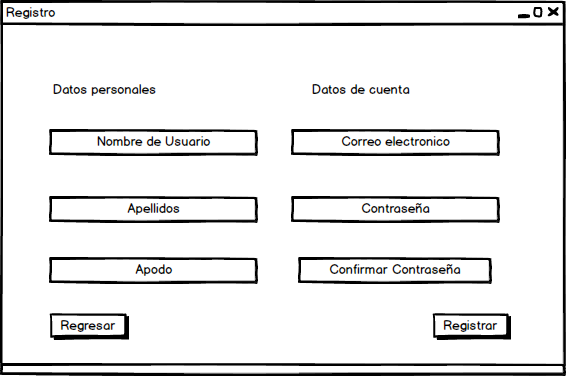 Registro
Datos personales
Datos de cuenta
Nombre de Usuario
Correo electronico
Apellidos
Contraseña
Apodo
Confirmar Contraseña
Regresar
Registrar